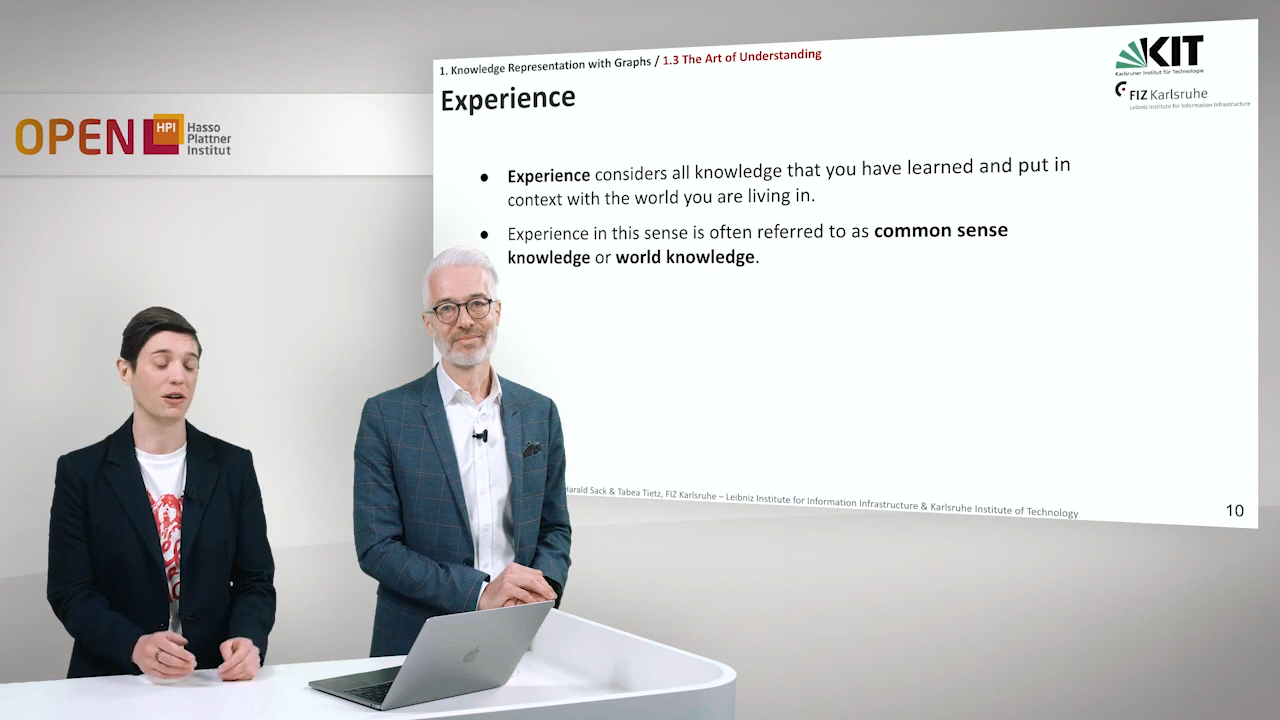 1. Knowledge Representation with Graphs / 1.3 The Art of Understanding
Experience
KIT
Karlsruher Institut für Technologie
FIZ Karlsruhe
Leibniz Institute for Information Infrastructure
OPEN HPI Hasso
Plattner
Institut
● Experience considers all knowledge that you have learned and put in
context with the world you are living in.
● Experience in this sense is often referred to as common sense
knowledge or world knowledge.
Harald Sack & Tabea Tietz, FIZ Karlsruhe – Leibniz Institute for Information Infrastructure & Karlsruhe Institute of Technology
10